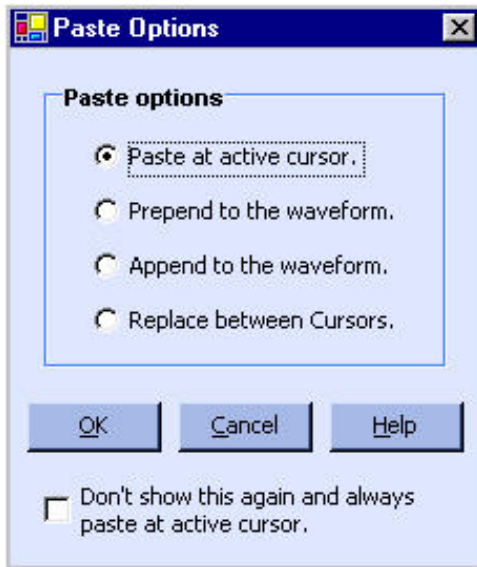 Paste Options
Paste options
Paste at active cursor.
Prepend to the waveform.
Append to the waveform.
Replace between Cursors.
OK Cancel Help
Don't show this again and always
paste at active cursor.